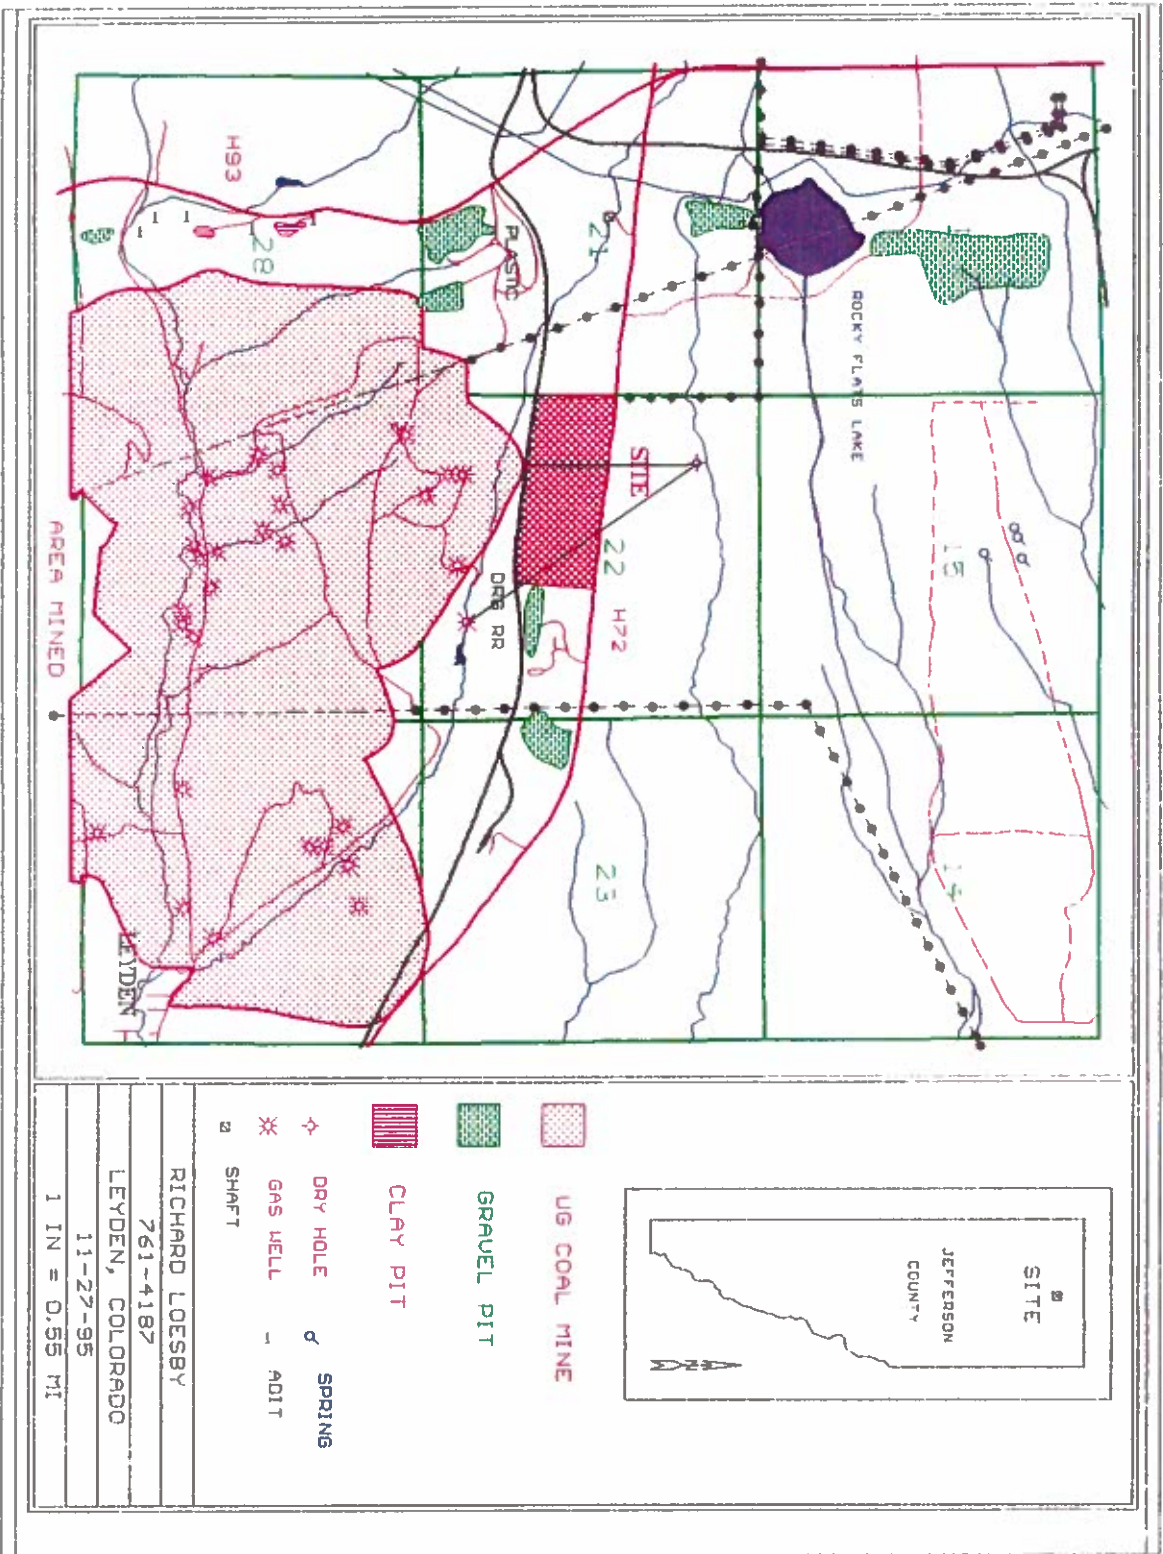 ROCKY FLATS LAKE
15
14
21
SITE
22
H72
23
PLASTIC
DRG RR
H93
28
LEYDEN
AREA MINED
SITE
JEFFERSON
COUNTY
N
UG COAL MINE
GRAVEL PIT
CLAY PIT
DRY HOLE
SPRING
GAS WELL
ADIT
SHAFT
RICHARD LOESBY
761-4187
LEYDEN, COLORADO
11-27-95
1 IN = 0.55 MI